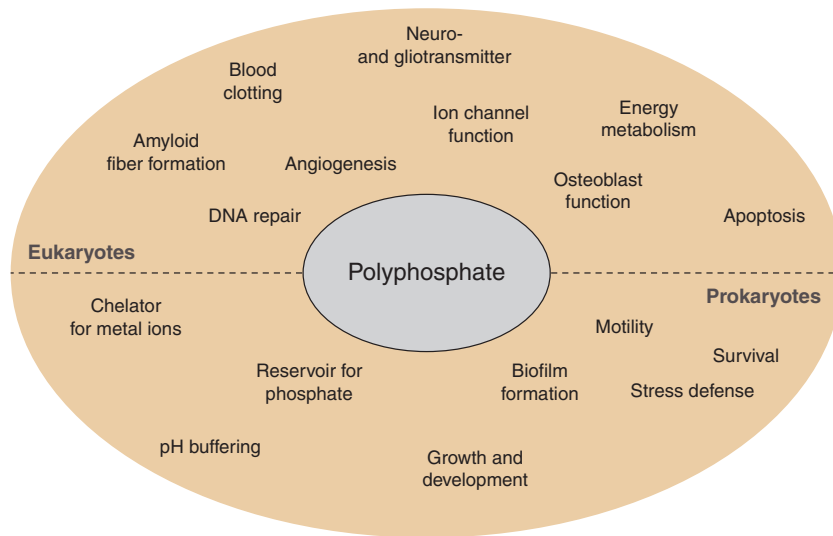 Neuro-
and gliotransmitter
Blood
clotting
Ion channel
function
Energy
metabolism
Amyloid
fiber formation
Angiogenesis
Osteoblast
function
DNA repair
Apoptosis
Eukaryotes
Polyphosphate
Prokaryotes
Chelator
for metal ions
Motility
Survival
Reservoir for
phosphate
Biofilm
formation
Stress defense
pH buffering
Growth and
development